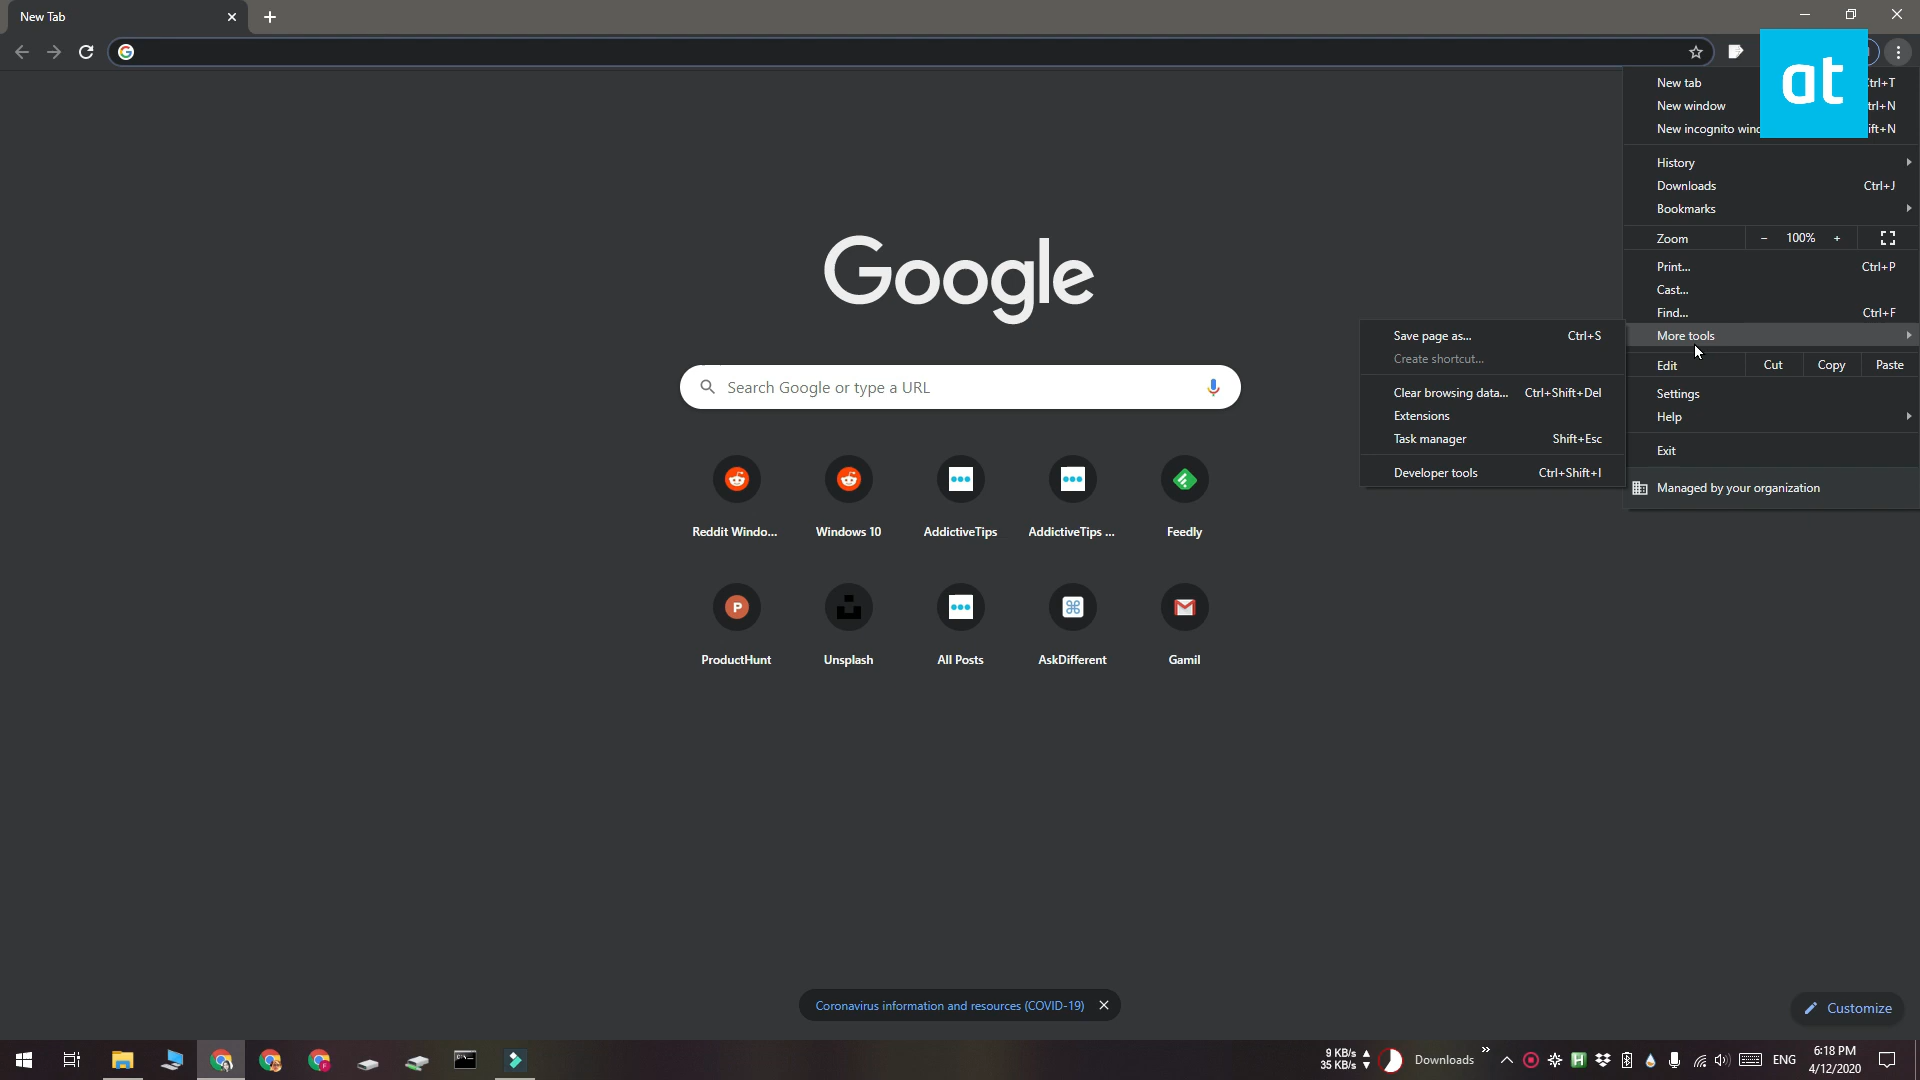 New Tab
at
New tab
Ctrl+T
New window
New incognito
History
Downloads Ctrl+J
Bookmarks
Zoom - 100% +
Print... Ctrl+P
Cast...
Find... Ctrl+F
More tools
Edit Cut Copy Paste
Settings
Help
Exit
Managed by your organization
Save page as... Ctrl+S
Create shortcut...
Clear browsing data... Ctrl+Shift+Del
Extensions
Task manager Shift+Esc
Developer tools Ctrl+Shift+I
Google
Search Google or type a URL
Reddit Windo... Windows 10 AddictiveTips AddictiveTips ... Feedly
P
ProductHunt Unsplash All Posts AskDifferent Gamil
Coronavirus information and resources (COVID-19)
Customize
9 KB/s
35 KB/s
Downloads
ENG
6:18 PM
4/12/2020